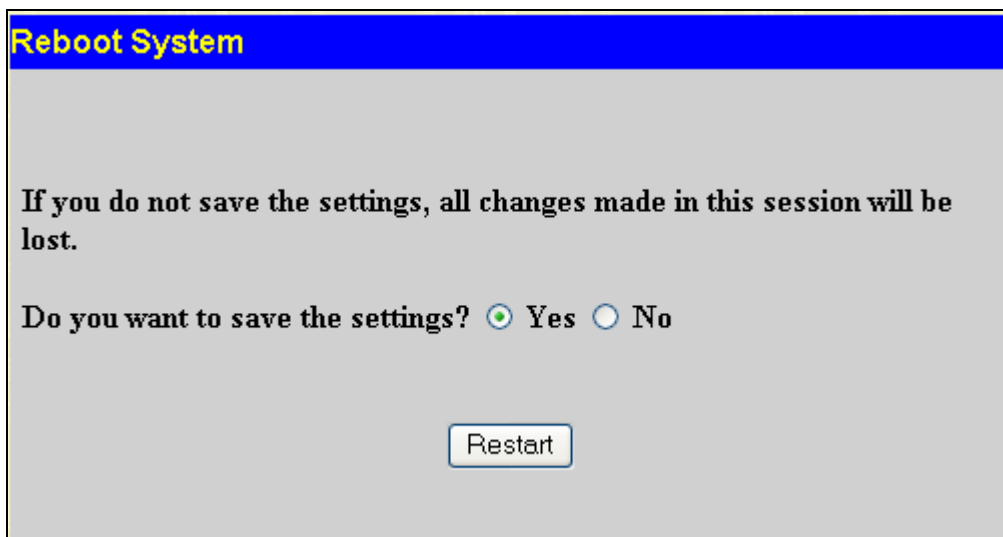 Reboot System
If you do not save the settings, all changes made in this session will be
lost.
Do you want to save the settings? Yes No
Restart